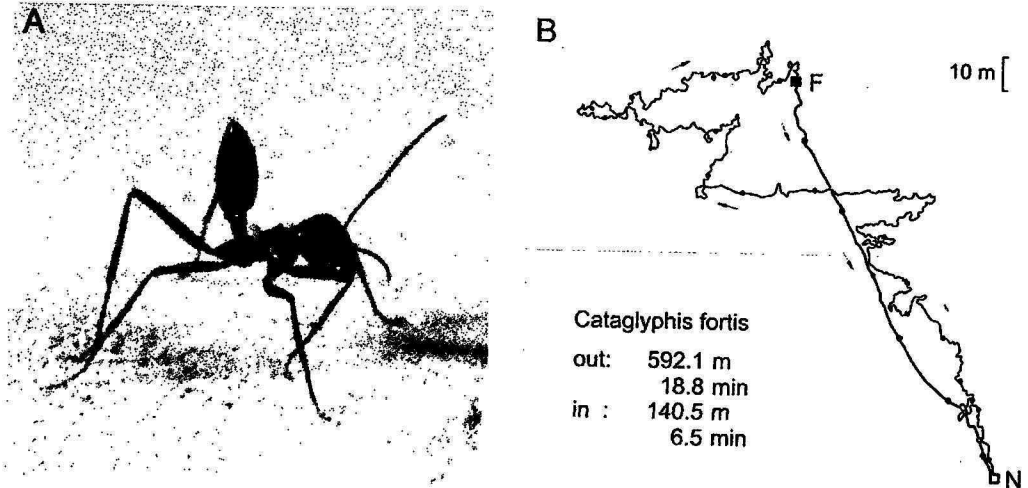 A
B
F
10 m
Cataglyphis fortis
out: 592.1 m
18.8 min
in : 140.5 m
6.5 min
N